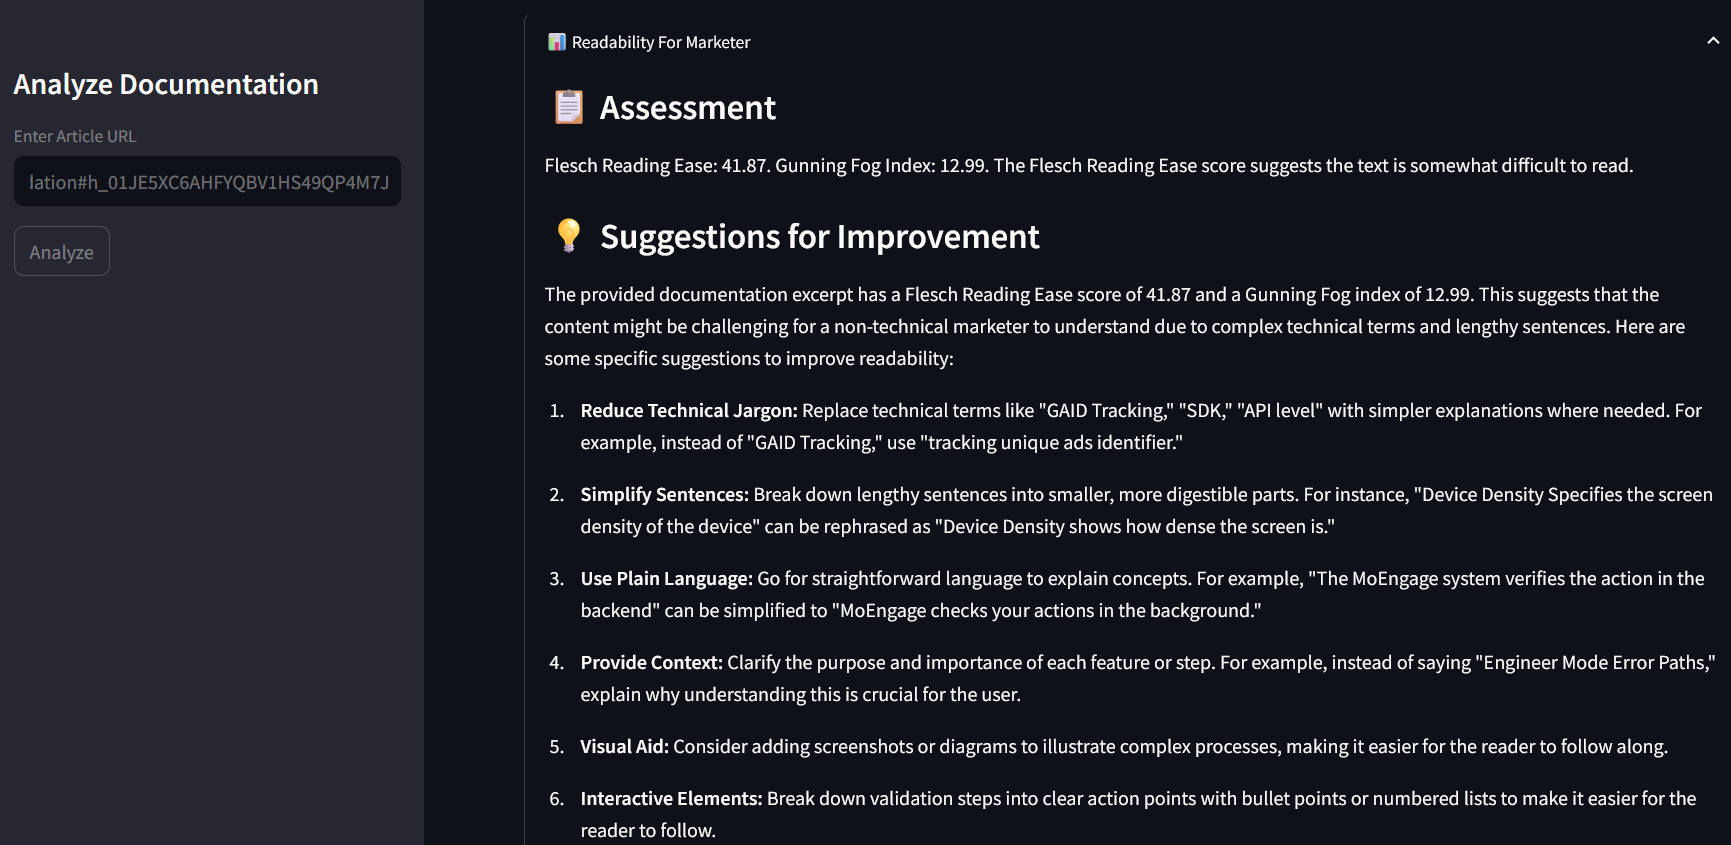 Analyze Documentation
Enter Article URL
lation#h_01JE5XC6AHFYQBV1HS49QP4M7J
Analyze
Readability For Marketer
Assessment
Flesch Reading Ease: 41.87. Gunning Fog Index: 12.99. The Flesch Reading Ease score suggests the text is somewhat difficult to read.
Suggestions for Improvement
The provided documentation excerpt has a Flesch Reading Ease score of 41.87 and a Gunning Fog index of 12.99. This suggests that the
content might be challenging for a non-technical marketer to understand due to complex technical terms and lengthy sentences. Here are
some specific suggestions to improve readability:
1. Reduce Technical Jargon: Replace technical terms like "GAID Tracking," "SDK," "API level" with simpler explanations where needed. For
example, instead of "GAID Tracking," use "tracking unique ads identifier."
2. Simplify Sentences: Break down lengthy sentences into smaller, more digestible parts. For instance, "Device Density Specifies the screen
density of the device" can be rephrased as "Device Density shows how dense the screen is."
3. Use Plain Language: Go for straightforward language to explain concepts. For example, "The MoEngage system verifies the action in the
backend" can be simplified to "MoEngage checks your actions in the background."
4. Provide Context: Clarify the purpose and importance of each feature or step. For example, instead of saying "Engineer Mode Error Paths,"
explain why understanding this is crucial for the user.
5. Visual Aid: Consider adding screenshots or diagrams to illustrate complex processes, making it easier for the reader to follow along.
6. Interactive Elements: Break down validation steps into clear action points with bullet points or numbered lists to make it easier for the
reader to follow.